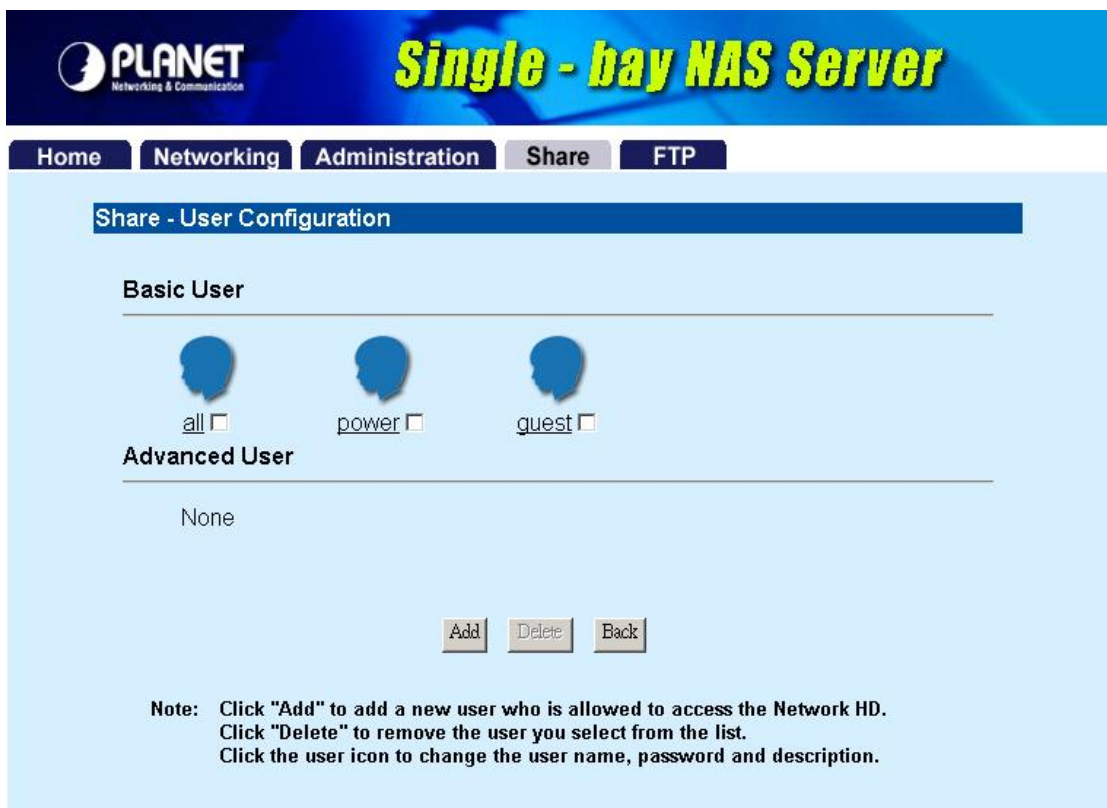 PLANET
Networking & Communication
Single - bay NAS Server
Home Networking Administration Share FTP
Share - User Configuration
Basic User
all power guest
Advanced User
None
Add Delete Back
Note: Click "Add" to add a new user who is allowed to access the Network HD.
Click "Delete" to remove the user you select from the list.
Click the user icon to change the user name, password and description.